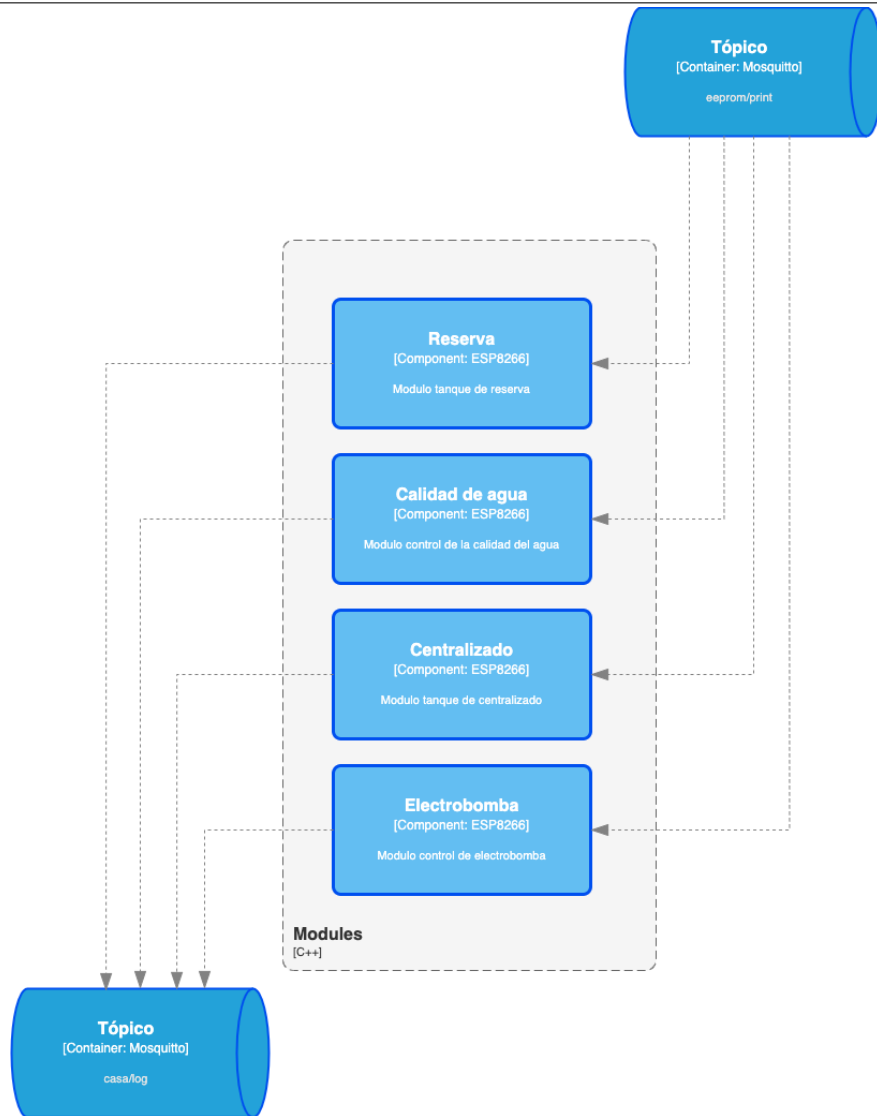 Tópico
[Container: Mosquitto]
eeprom/print
Reserva
[Component: ESP8266]
Modulo tanque de reserva
Calidad de agua
[Component: ESP8266]
Modulo control de la calidad del agua
Centralizado
[Component: ESP8266]
Modulo tanque de centralizado
Electrobomba
[Component: ESP8266]
Modulo control de electrobomba
Modules
[C++]
Tópico
[Container: Mosquitto]
casa/log